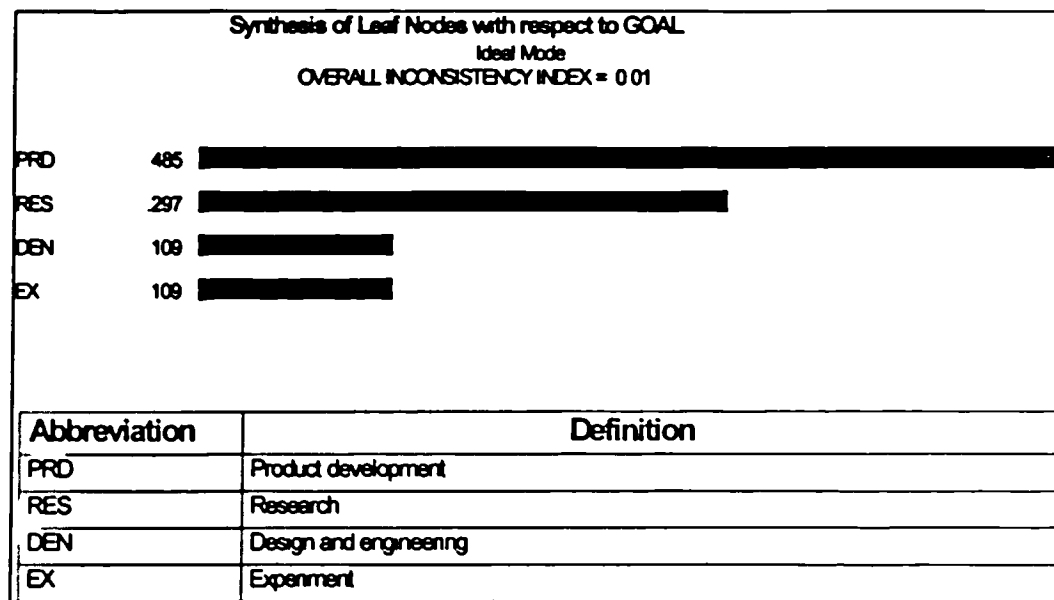 Synthesis of Leaf Nodes with respect to GOAL
Ideal Mode
OVERALL INCONSISTENCY INDEX = 0 01
PRD 485
RES .297
DEN 109
EX 109
Abbreviation Definition
PRD Product development
RES Research
DEN Design and engineering
EX Experiment